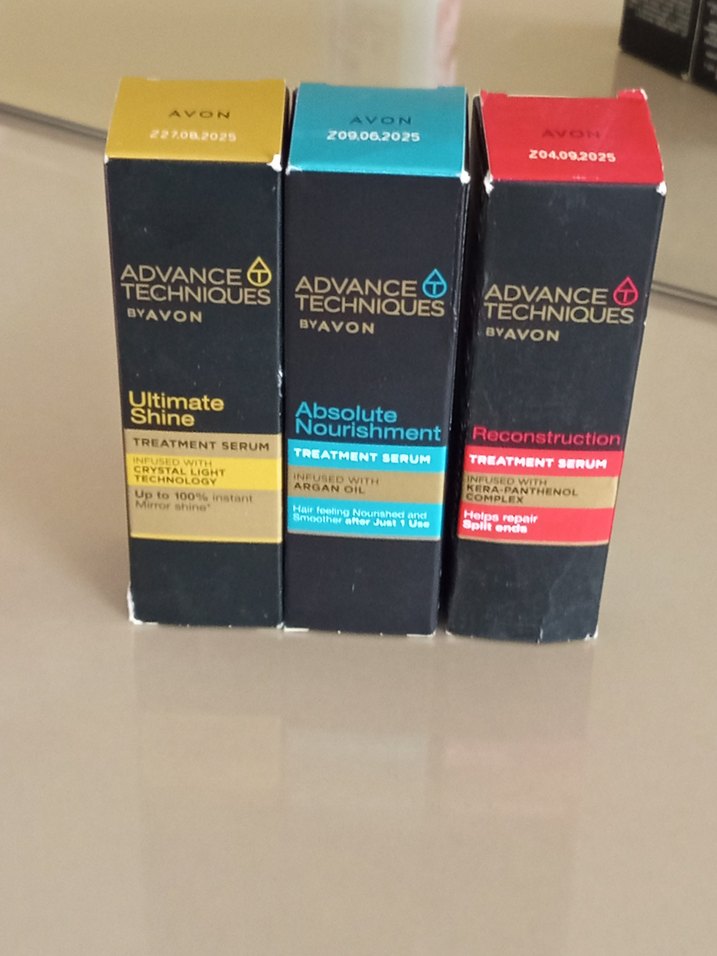 AVON
Z27.08.2025
ADVANCE
TECHNIQUES
BY AVON
Ultimate
Shine
TREATMENT SERUM
INFUSED WITH
CRYSTAL LIGHT
TECHNOLOGY
Up to 100% instant
Mirror shine*
AVON
Z09.06.2025
ADVANCE
TECHNIQUES
BY AVON
Absolute
Nourishment
TREATMENT SERUM
INFUSED WITH
ARGAN OIL
Hair feeling Nourished and
Smoother after Just 1 Use
AVON
Z04.09.2025
ADVANCE
TECHNIQUES
BY AVON
Reconstruction
TREATMENT SERUM
INFUSED WITH
KERA-PANTHENOL
COMPLEX
Helps repair
Split ends